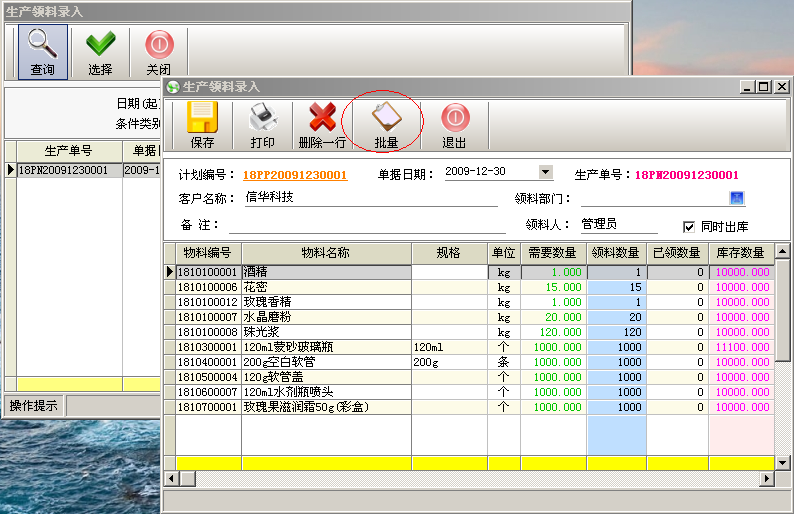 生产领料录入
查询 选择 关闭
日期(起
条件类别
生产单号 单据
18PN20091230001 2009-1
操作提示
生产领料录入
保存 打印 删除一行 批量 退出
计划编号： 18PP20091230001 单据日期： 2009-12-30 生产单号：18PN20091230001
客户名称： 信华科技 领料部门：
备 注： 领料人： 管理员 同时出库
物料编号 物料名称 规格 单位 需要数量 领料数量 已领数量 库存数量
1810100001 酒精 kg 1.000 1 0 10000.000
1810100006 花密 kg 15.000 15 0 10000.000
1810100012 玫瑰香精 kg 1.000 1 0 10000.000
1810100007 水晶磨粉 kg 20.000 20 0 10000.000
1810100008 珠光浆 kg 120.000 120 0 10000.000
1810300001 120ml蒙砂玻璃瓶 120ml 个 1000.000 1000 0 11100.000
1810400001 200g空白软管 200g 条 1000.000 1000 0 10000.000
1810500004 120g软管盖 个 1000.000 1000 0 10000.000
1810600007 120ml水剂瓶喷头 个 1000.000 1000 0 10000.000
1810700001 玫瑰果滋润霜50g(彩盒) 个 1000.000 1000 0 10000.000